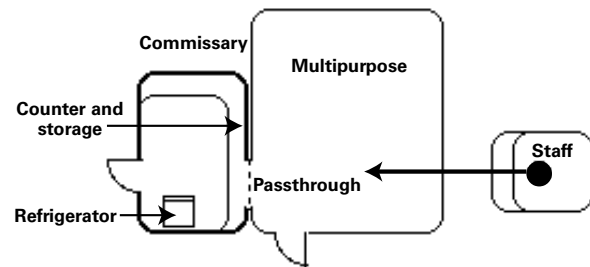 Commissary
Multipurpose
Counter and
storage
Staff
Passthrough
Refrigerator